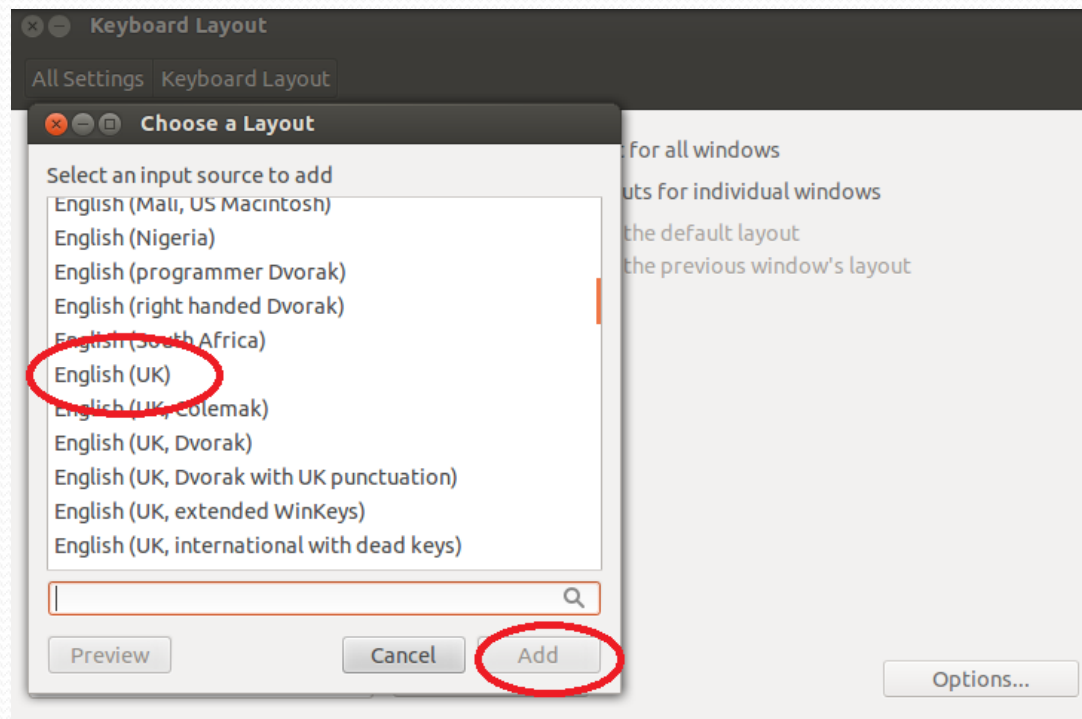 Keyboard Layout
All Settings Keyboard Layout
Choose a Layout
Select an input source to add
English (Mali, US Macintosh)
English (Nigeria)
English (programmer Dvorak)
English (right handed Dvorak)
English (South Africa)
English (UK)
English (UK, Colemak)
English (UK, Dvorak)
English (UK, Dvorak with UK punctuation)
English (UK, extended WinKeys)
English (UK, international with dead keys)
Preview Cancel Add
for all windows
uts for individual windows
the default layout
the previous window's layout
Options...